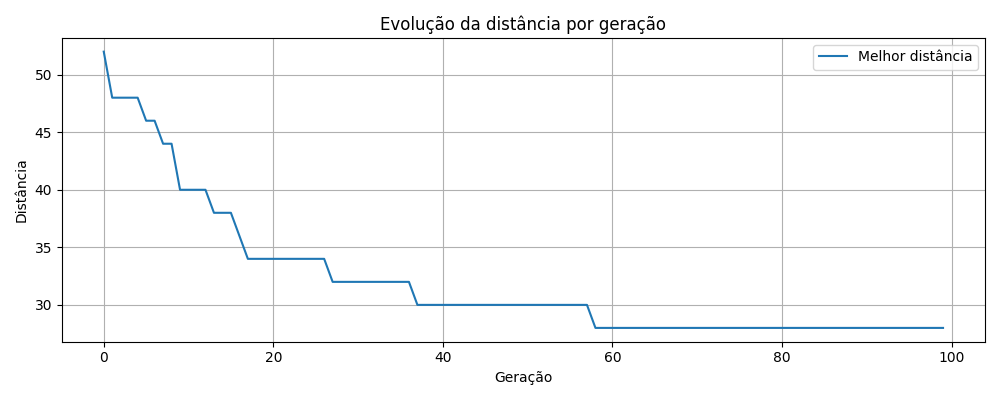 Evolução da distância por geração
Melhor distância
Distância
50
45
40
35
30
0 20 40 60 80 100
Geração